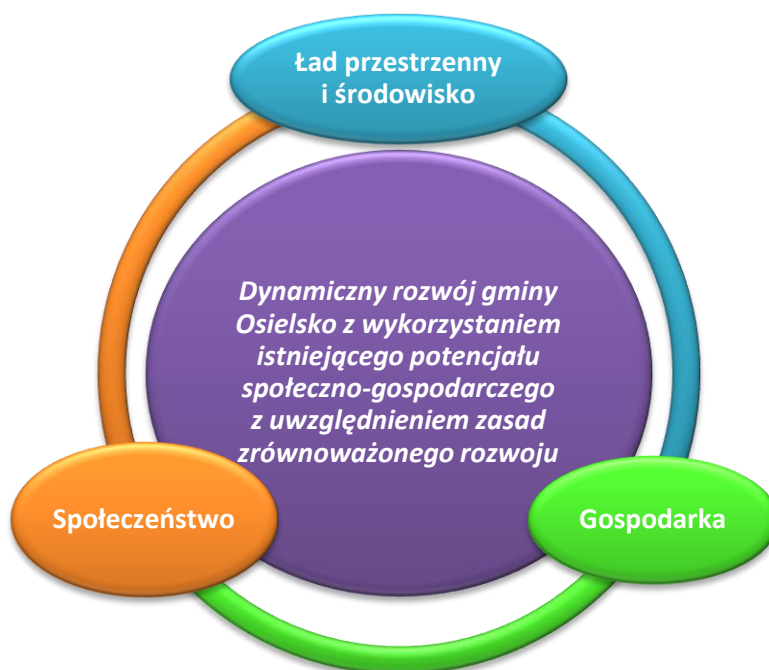 Ład przestrzenny
i środowisko
Dynamiczny rozwój gminy
Osielsko z wykorzystaniem
istniejącego potencjału
społeczno-gospodarczego
z uwzględnieniem zasad
zrównoważonego rozwoju
Społeczeństwo
Gospodarka